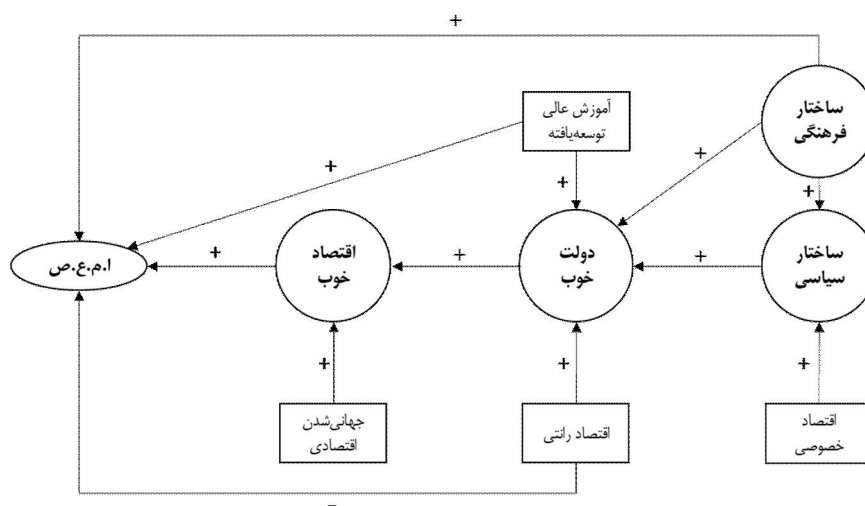 +
ساختار
فرهنگی
آموزش عالی
توسعه‌یافته
+
+
+
+
ساختار
سیاسی
+
دولت
خوب
+
اقتصاد
خوب
+
ا.م.ع.ص
+
+
+
اقتصاد
خصوصی
اقتصاد رانتی
جهانی‌شدن
اقتصادی
-